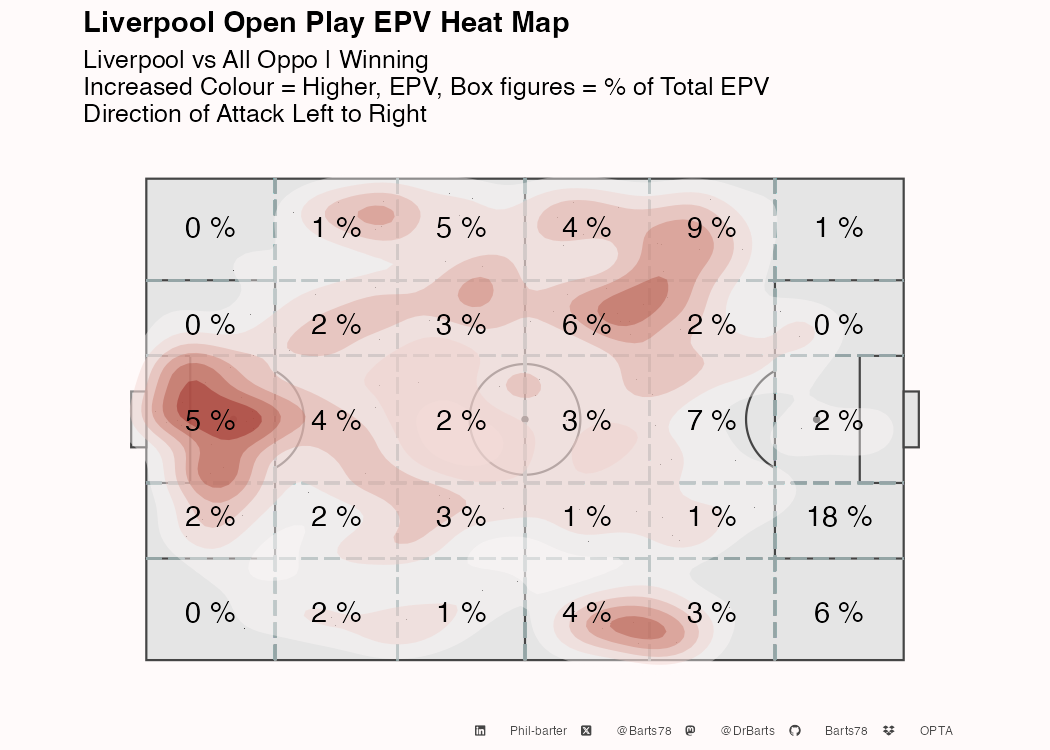 Liverpool Open Play EPV Heat Map
Liverpool vs All Oppo | Winning
Increased Colour = Higher, EPV, Box figures = % of Total EPV
Direction of Attack Left to Right
0 % 1 % 5 % 4 % 9 % 1 %
0 % 2 % 3 % 6 % 2 % 0 %
5 % 4 % 2 % 3 % 7 % 2 %
2 % 2 % 3 % 1 % 1 % 18 %
0 % 2 % 1 % 4 % 3 % 6 %
Phil-barter @Barts78 @DrBarts Barts78 OPTA